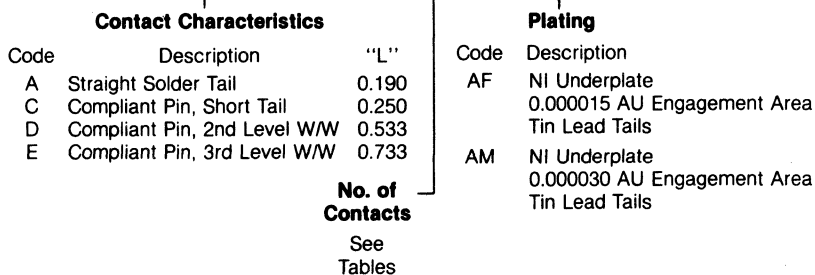 Contact Characteristics
Code Description "L"
A Straight Solder Tail 0.190
C Compliant Pin, Short Tail 0.250
D Compliant Pin, 2nd Level W/W 0.533
E Compliant Pin, 3rd Level W/W 0.733
No. of
Contacts
See
Tables
Plating
Code Description
AF NI Underplate
0.000015 AU Engagement Area
Tin Lead Tails
AM NI Underplate
0.000030 AU Engagement Area
Tin Lead Tails